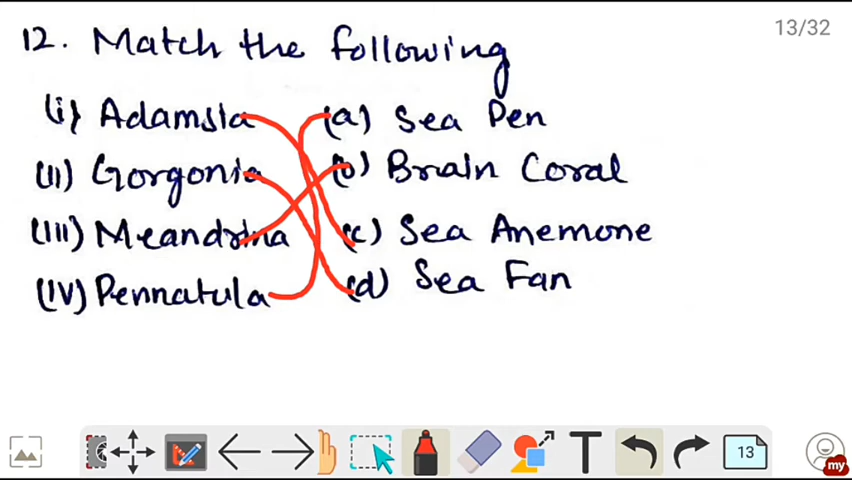 13/32
12. Match the following
(i) Adamsia (a) Sea Pen
(ii) Gorgonia (b) Brain Coral
(iii) Meandrina (c) Sea Anemone
(iv) Pennatula (d) Sea Fan
T 13
my